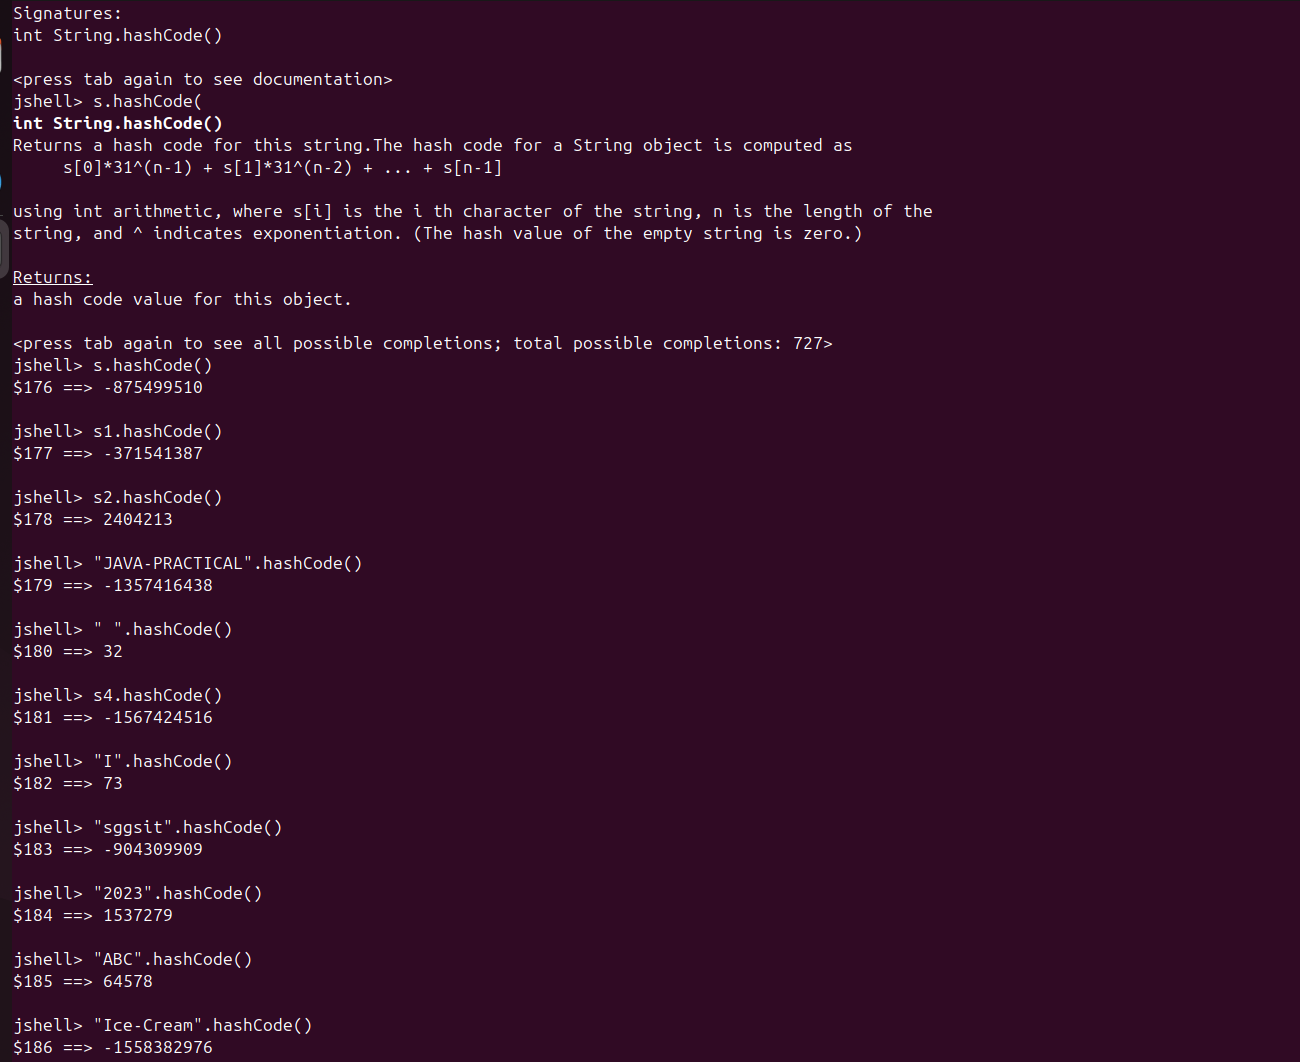 Signatures:
int String.hashCode()
<press tab again to see documentation>
jshell> s.hashCode(
int String.hashCode()
Returns a hash code for this string.The hash code for a String object is computed as
s[0]*31^(n-1) + s[1]*31^(n-2) + ... + s[n-1]
using int arithmetic, where s[i] is the i th character of the string, n is the length of the
string, and ^ indicates exponentiation. (The hash value of the empty string is zero.)
Returns:
a hash code value for this object.
<press tab again to see all possible completions; total possible completions: 727>
jshell> s.hashCode()
$176 ==> -875499510
jshell> s1.hashCode()
$177 ==> -371541387
jshell> s2.hashCode()
$178 ==> 2404213
jshell> "JAVA-PRACTICAL".hashCode()
$179 ==> -1357416438
jshell> " ".hashCode()
$180 ==> 32
jshell> s4.hashCode()
$181 ==> -1567424516
jshell> "I".hashCode()
$182 ==> 73
jshell> "sggsit".hashCode()
$183 ==> -904309909
jshell> "2023".hashCode()
$184 ==> 1537279
jshell> "ABC".hashCode()
$185 ==> 64578
jshell> "Ice-Cream".hashCode()
$186 ==> -1558382976